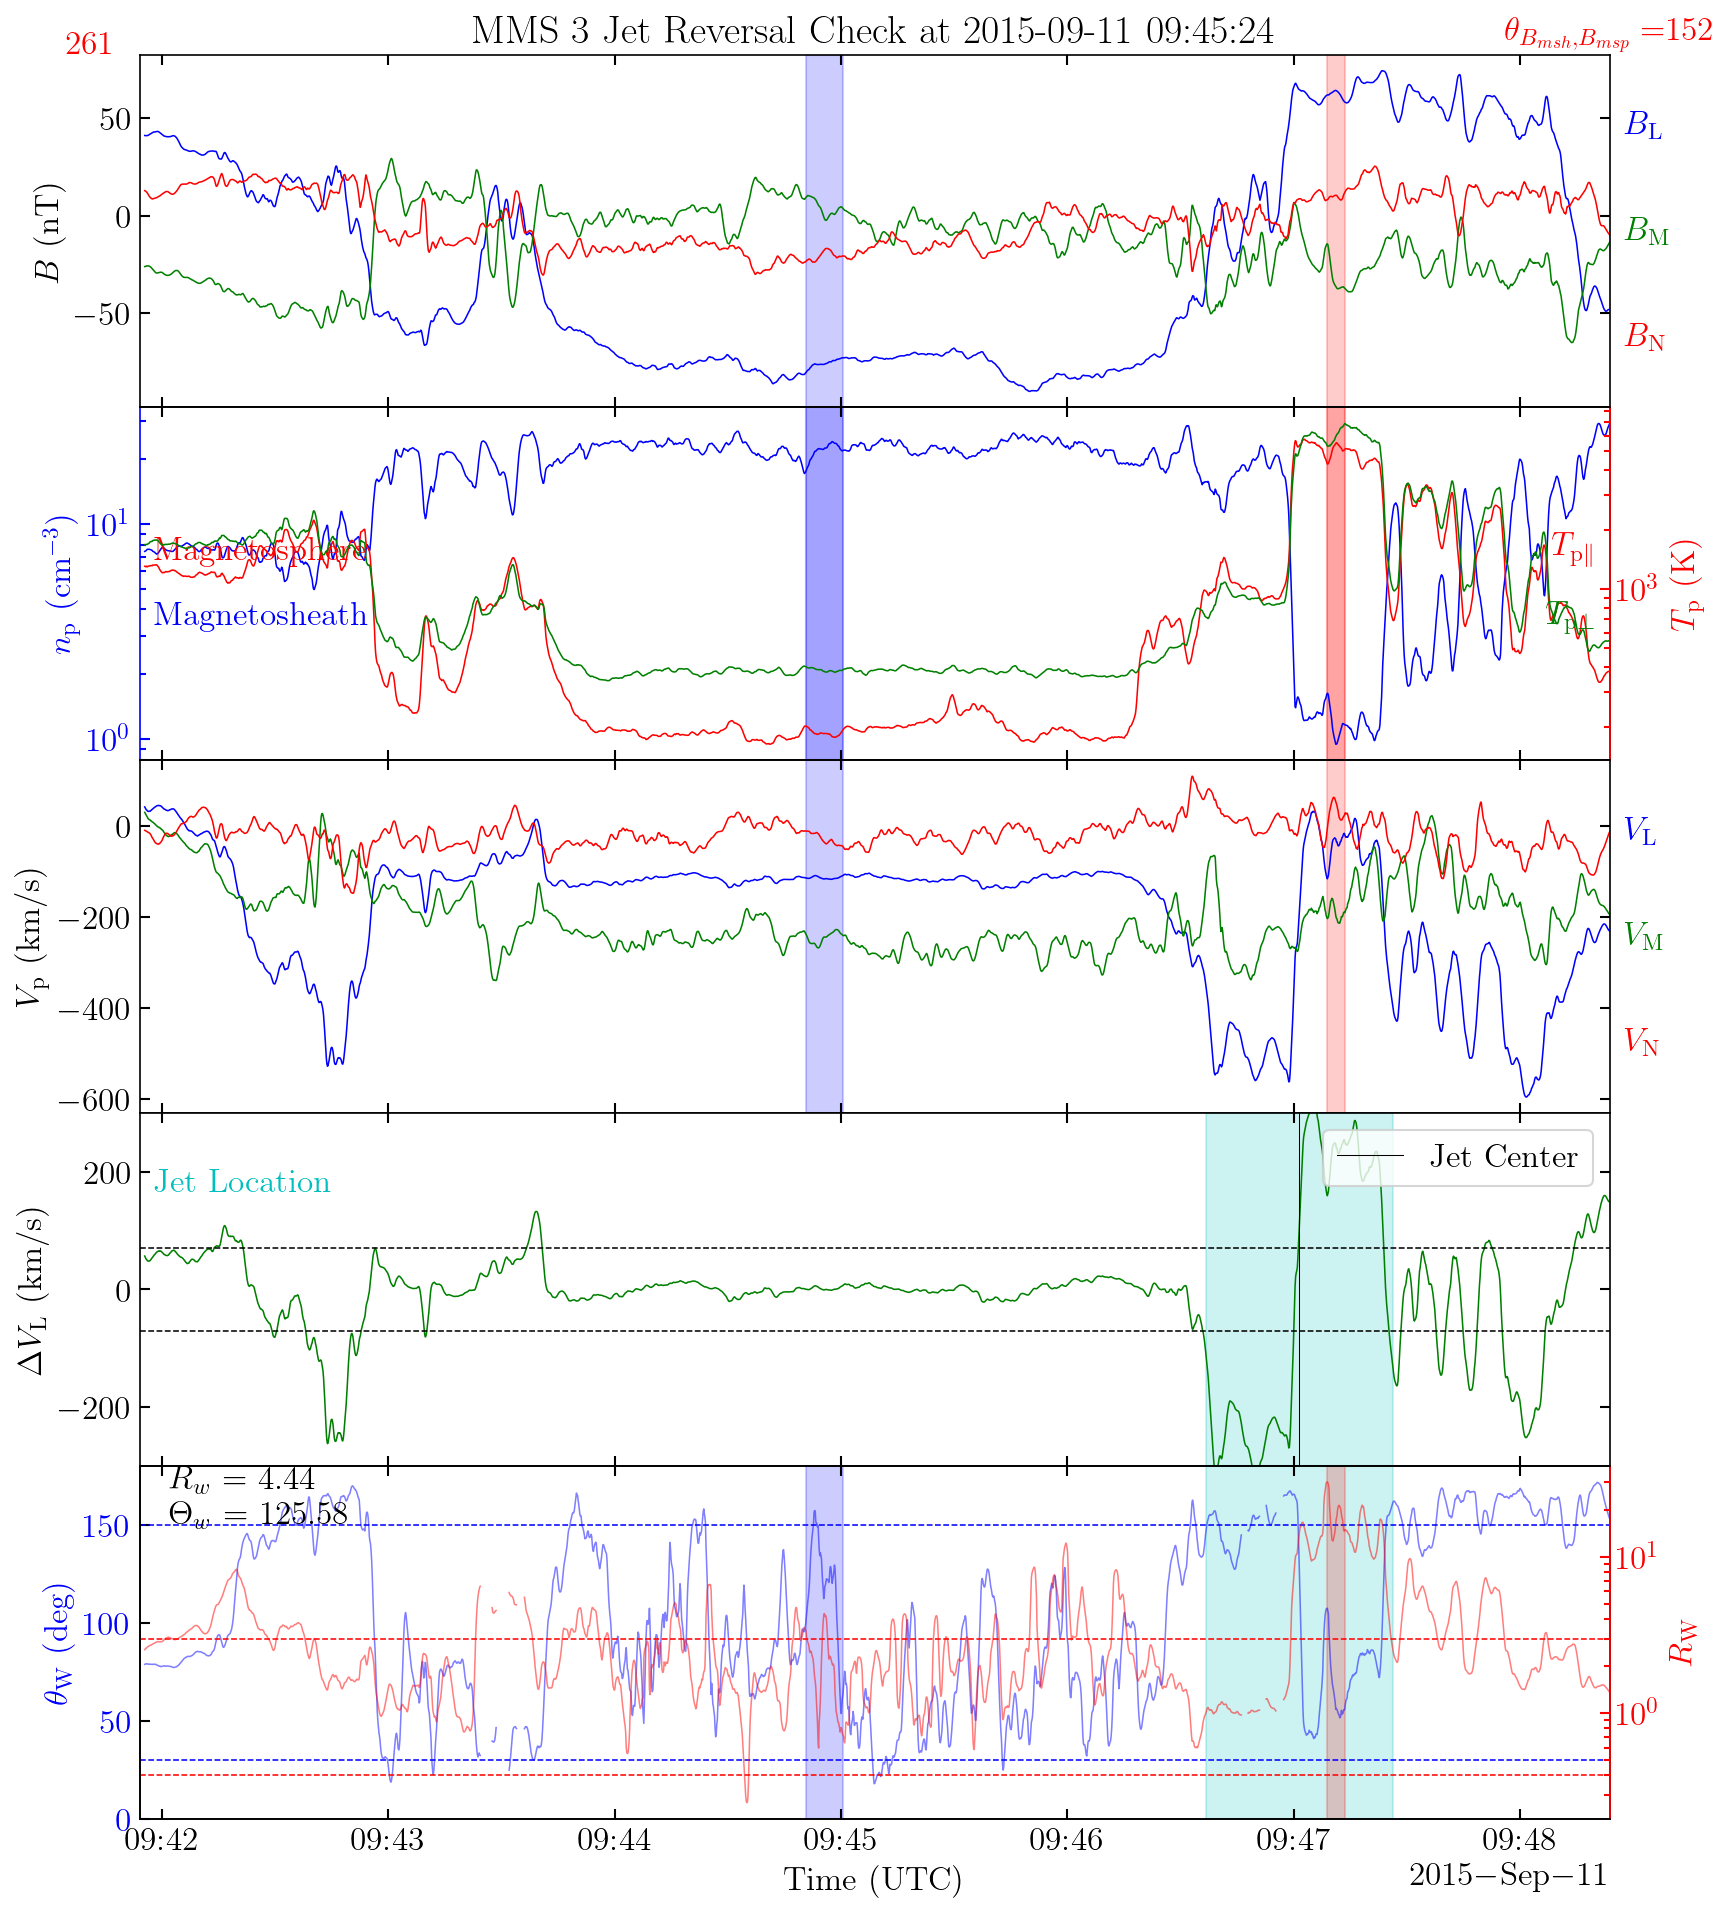 MMS 3 Jet Reversal Check at 2015-09-11 09:45:24
261
θ_{B_{msh},B_{msp}} =152
50
0
−50
B (nT)
B_L
B_M
B_N
10^1
10^0
n_p (cm^{−3})
Magnetosphere
Magnetosheath
T_{p∥}
T_{p⊥}
10^3
T_p (K)
0
−200
−400
−600
V_p (km/s)
V_L
V_M
V_N
200
0
−200
ΔV_L (km/s)
Jet Location
Jet Center
R_w = 4.44
Θ_w = 125.58
150
100
50
0
θ_W (deg)
10^1
10^0
R_W
09:42 09:43 09:44 09:45 09:46 09:47 09:48
Time (UTC)
2015−Sep−11